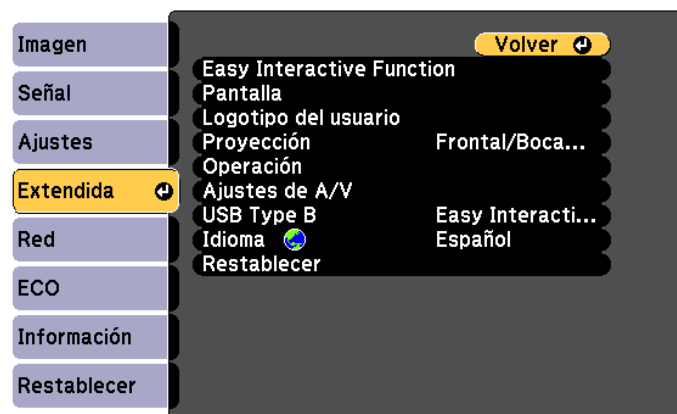 Imagen
Señal
Ajustes
Extendida
Red
ECO
Información
Restablecer
Volver
Easy Interactive Function
Pantalla
Logotipo del usuario
Proyección Frontal/Boca...
Operación
Ajustes de A/V
USB Type B Easy Interacti...
Idioma Español
Restablecer